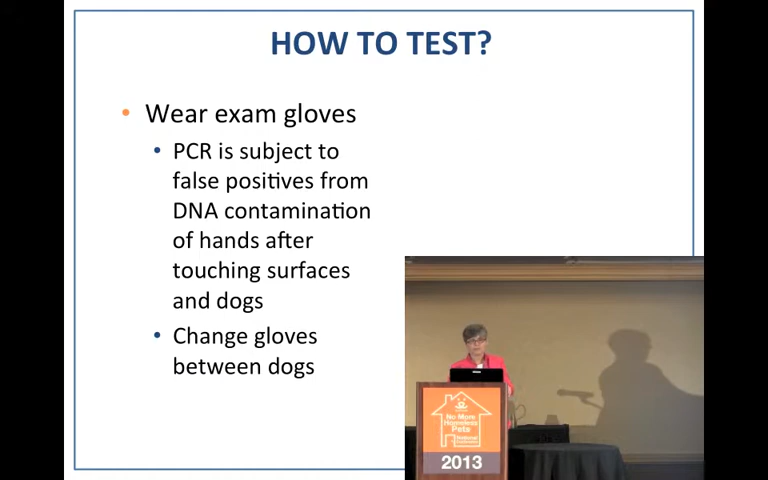 HOW TO TEST?
• Wear exam gloves
• PCR is subject to
false positives from
DNA contamination
of hands after
touching surfaces
and dogs
• Change gloves
between dogs
No More
Homeless
Pets
National
2013